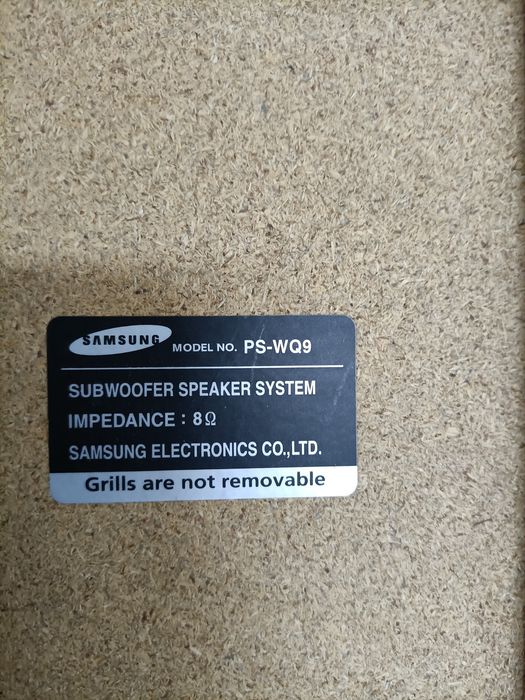 SAMSUNG MODEL NO. PS-WQ9
SUBWOOFER SPEAKER SYSTEM
IMPEDANCE : 8Ω
SAMSUNG ELECTRONICS CO.,LTD.
Grills are not removable